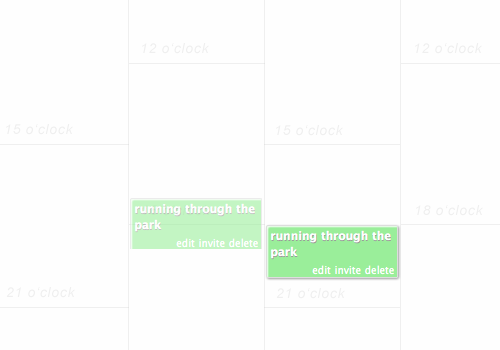 12 o'clock
12 o'clock
15 o'clock
15 o'clock
running through the
park
edit invite delete
18 o'clock
running through the
park
edit invite delete
21 o'clock
21 o'clock